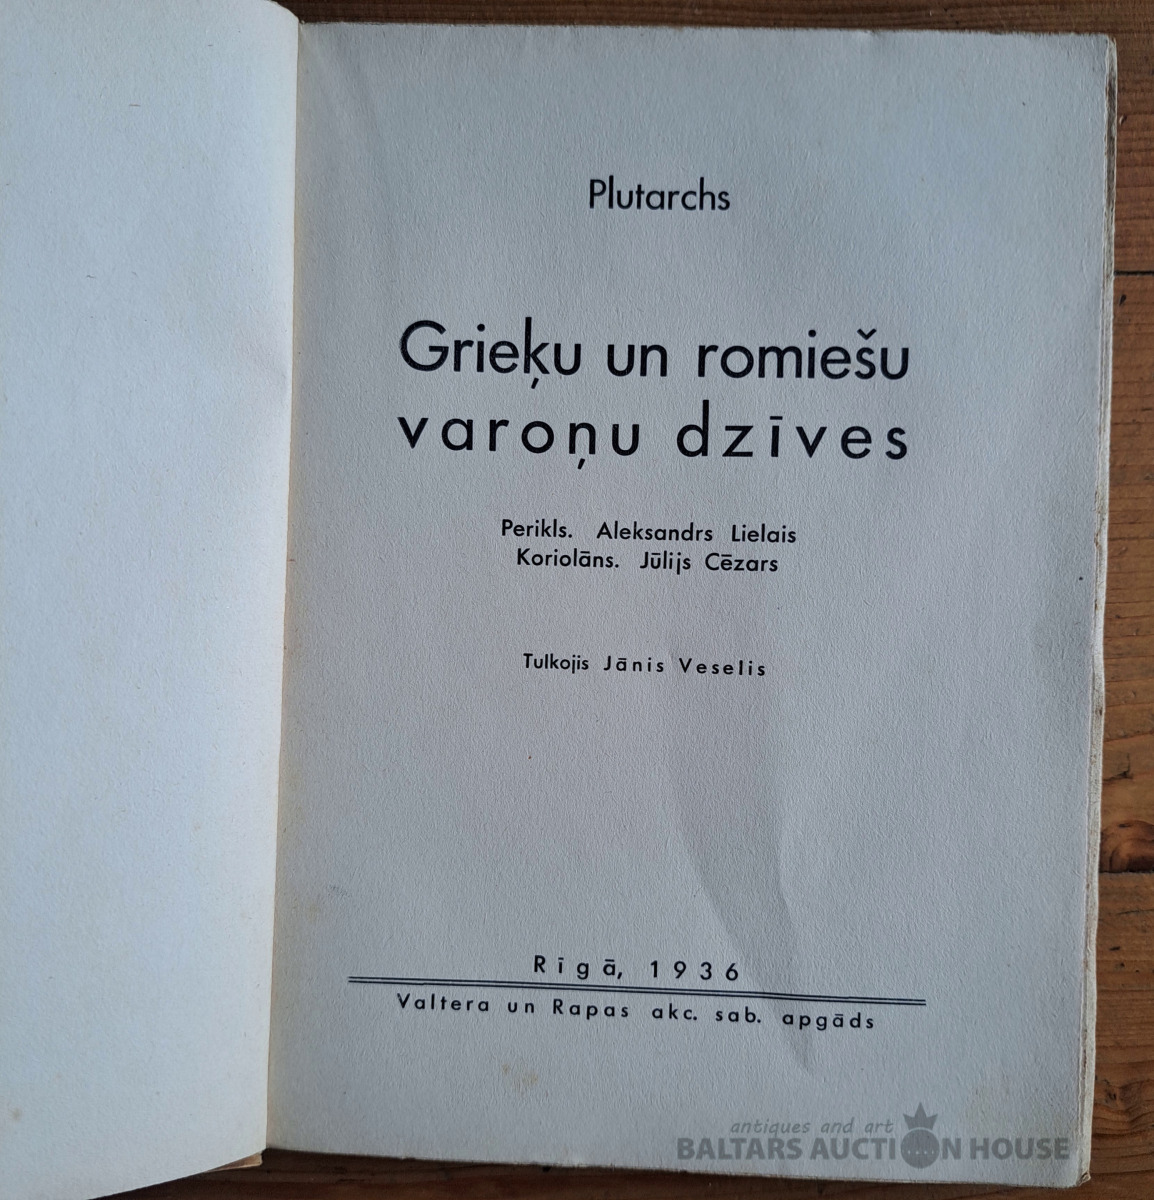 Plutarchs
Grieķu un romiešu
varoņu dzīves
Perikls. Aleksandrs Lielais
Koriolāns. Jūlijs Cēzars
Tulkojis Jānis Veselis
Rīgā, 1936
Valtera un Rapas akc. sab. apgāds
antiques and art
BALTARS AUCTION HOUSE